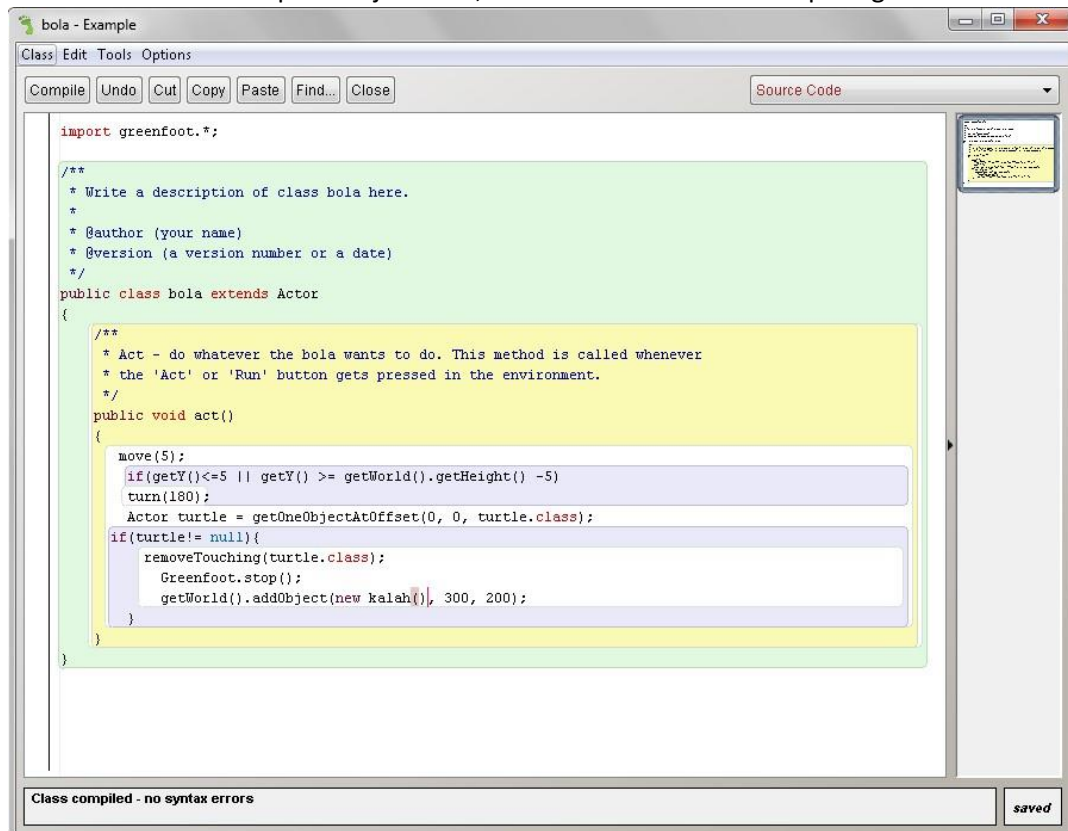 bola - Example
Class Edit Tools Options
Compile Undo Cut Copy Paste Find... Close Source Code
import greenfoot.*;
/**
* Write a description of class bola here.
*
* @author (your name)
* @version (a version number or a date)
*/
public class bola extends Actor
{
/**
* Act - do whatever the bola wants to do. This method is called whenever
* the 'Act' or 'Run' button gets pressed in the environment.
*/
public void act()
{
move(5);
if(getY()<=5 || getY() >= getWorld().getHeight() -5)
turn(180);
Actor turtle = getOneObjectAtOffset(0, 0, turtle.class);
if(turtle!= null){
removeTouching(turtle.class);
Greenfoot.stop();
getWorld().addObject(new kalah(), 300, 200);
}
}
}
Class compiled - no syntax errors
saved